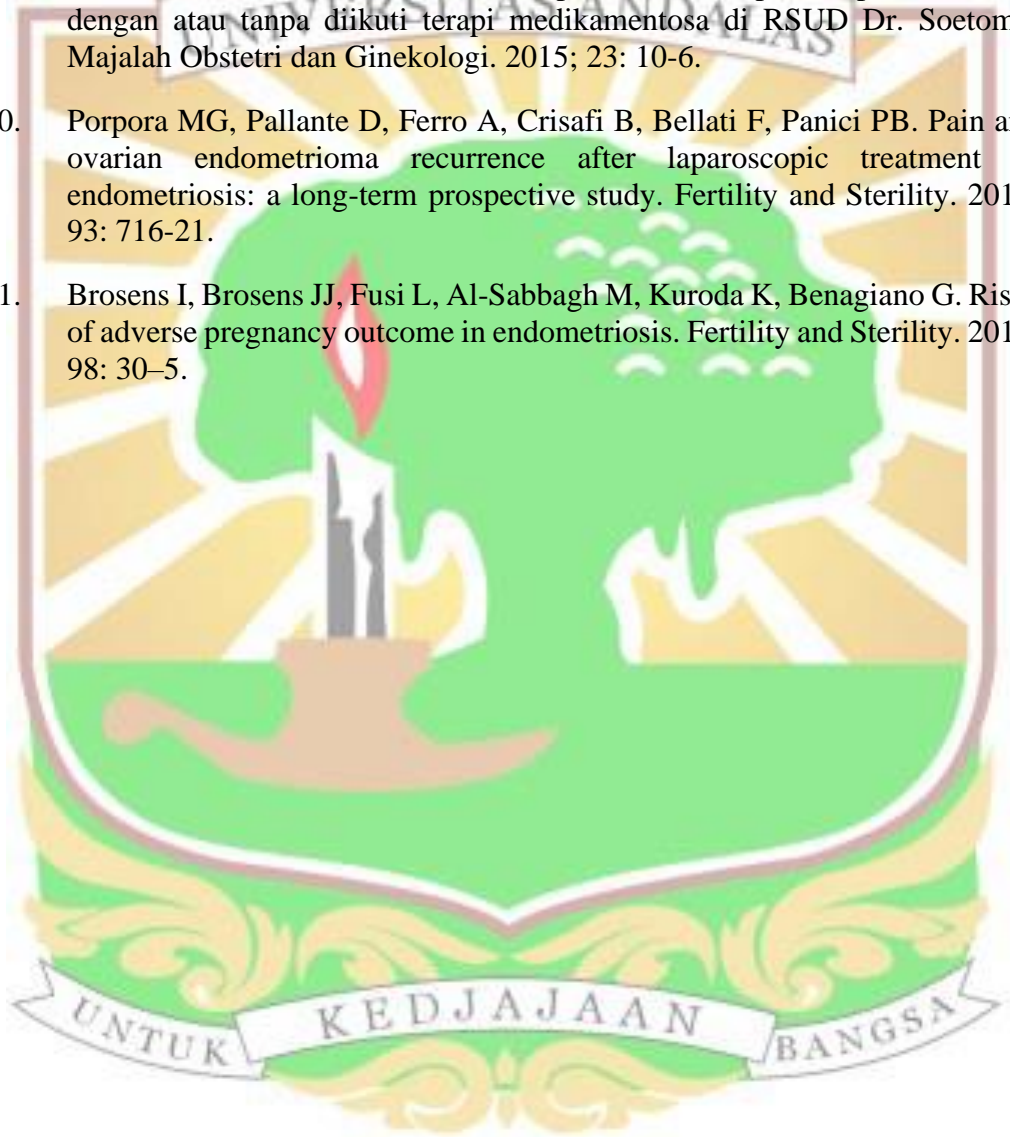 UNIVERSITAS ANDALAS
dengan atau tanpa diikuti terapi medikamentosa di RSUD Dr. Soetom
Majalah Obstetri dan Ginekologi. 2015; 23: 10-6.
0. Porpora MG, Pallante D, Ferro A, Crisafi B, Bellati F, Panici PB. Pain a
ovarian endometrioma recurrence after laparoscopic treatment
endometriosis: a long-term prospective study. Fertility and Sterility. 201
93: 716-21.
1. Brosens I, Brosens JJ, Fusi L, Al-Sabbagh M, Kuroda K, Benagiano G. Ris
of adverse pregnancy outcome in endometriosis. Fertility and Sterility. 201
98: 30–5.
UNTUK KEDJAJAAN BANGSA